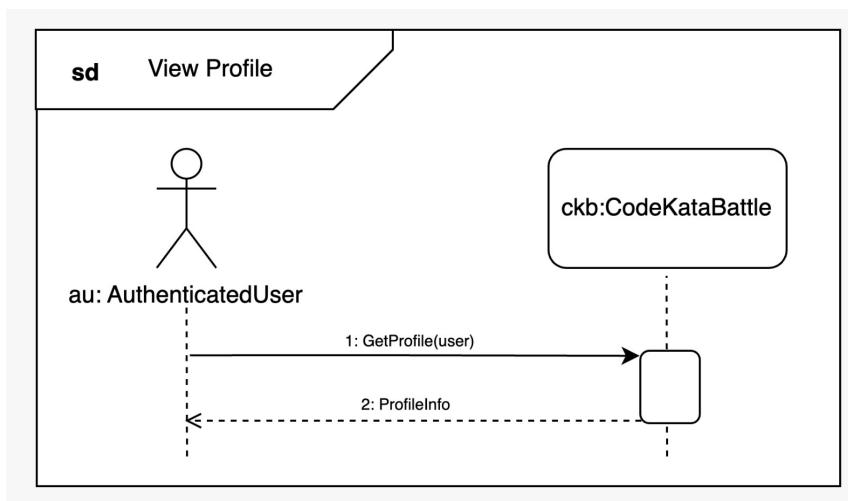 sd View Profile
ckb:CodeKataBattle
au: AuthenticatedUser
1: GetProfile(user)
2: ProfileInfo